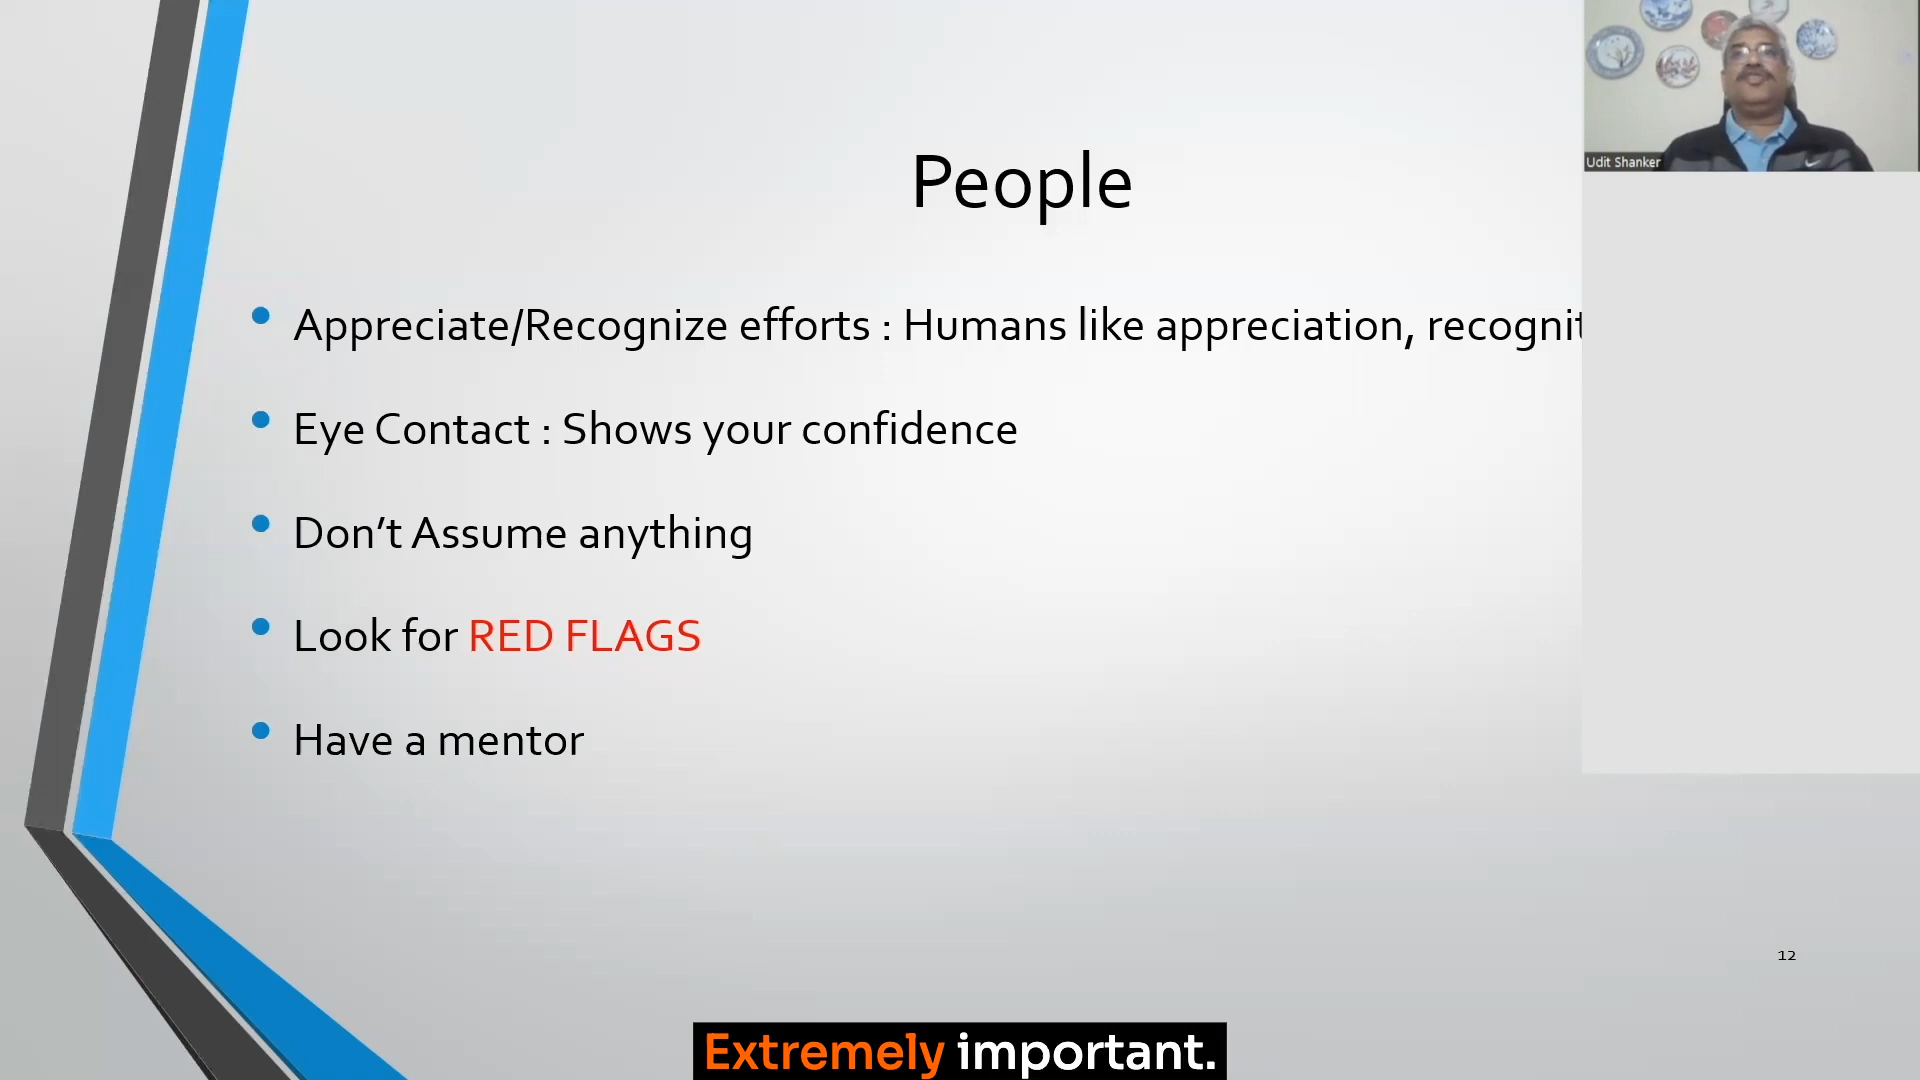 People
Udit Shanker
• Appreciate/Recognize efforts : Humans like appreciation, recognit
• Eye Contact : Shows your confidence
• Don’t Assume anything
• Look for RED FLAGS
• Have a mentor
12
Extremely important.